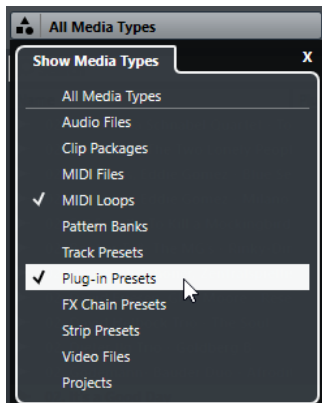 All Media Types
Show Media Types X
All Media Types
Audio Files
Clip Packages
MIDI Files
MIDI Loops
Pattern Banks
Track Presets
Plug-in Presets
FX Chain Presets
Strip Presets
Video Files
Projects